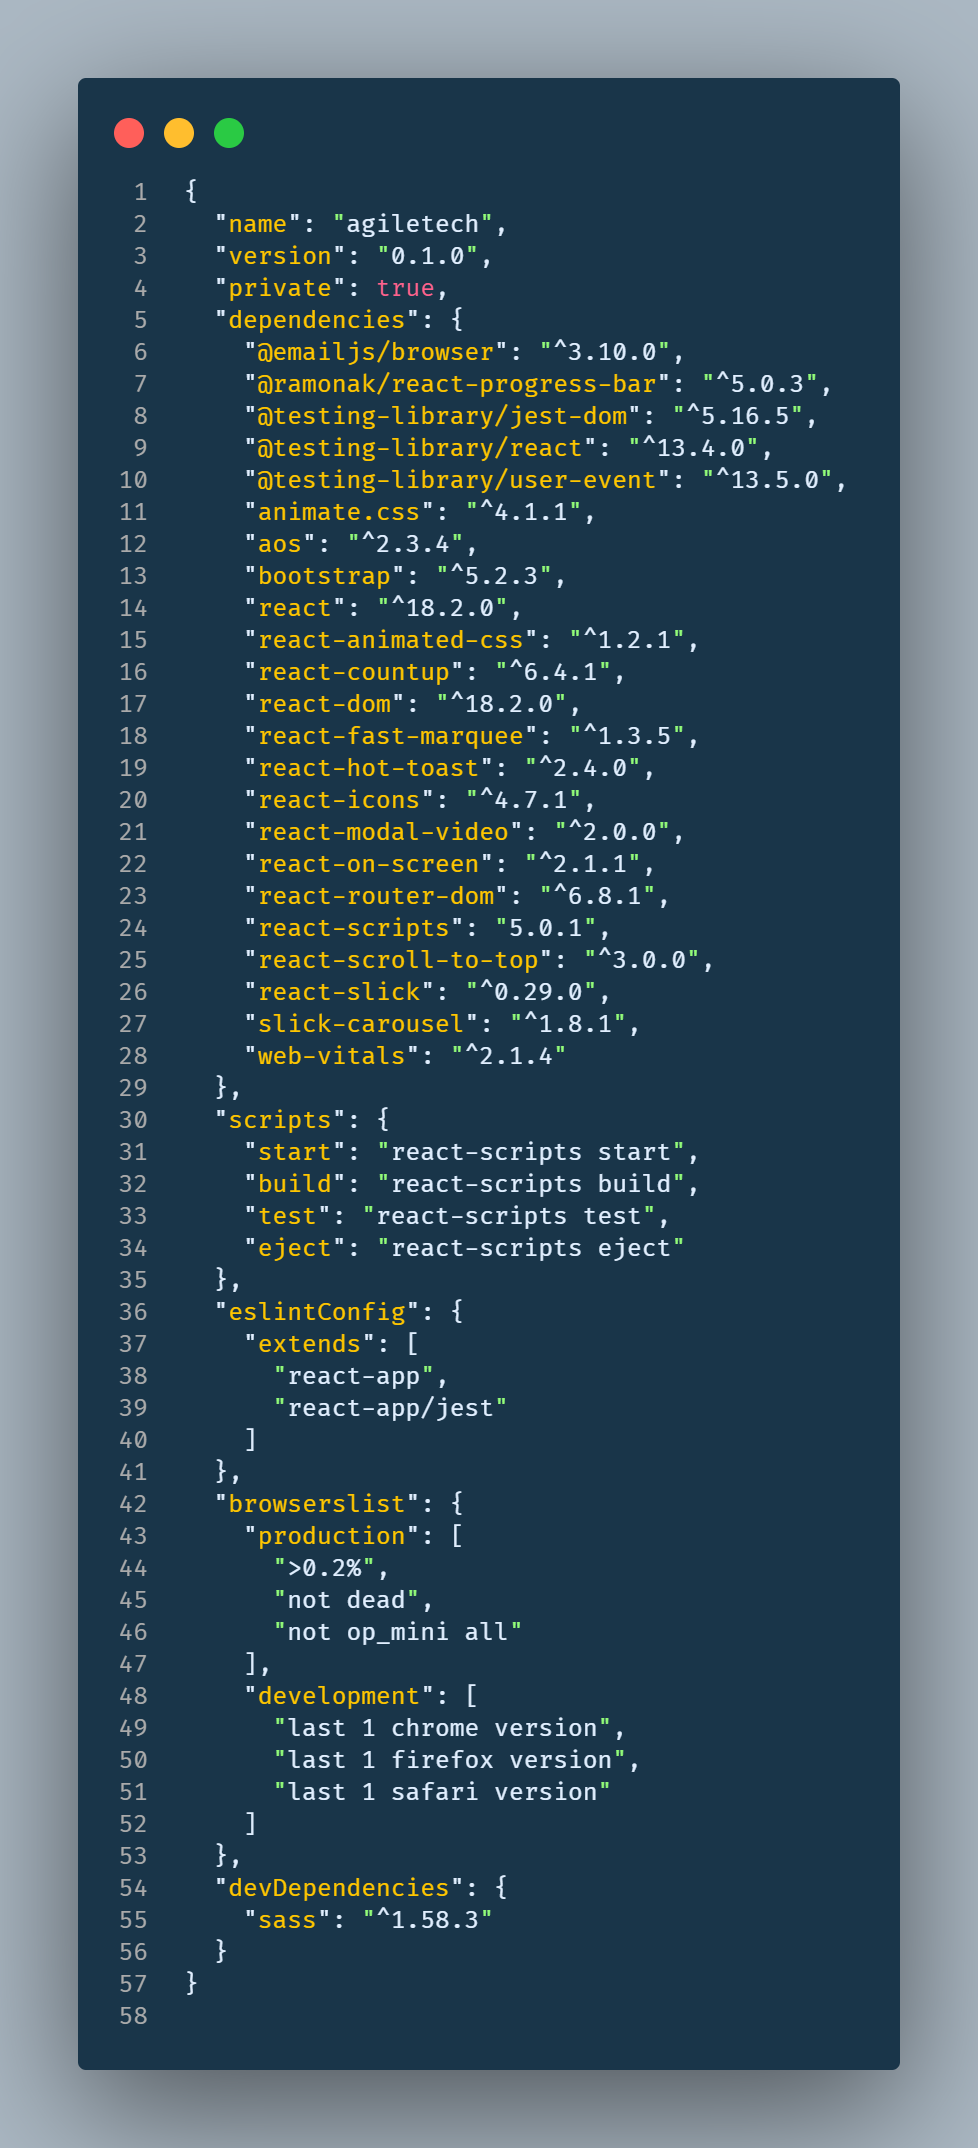 1 {
2   "name": "agiletech",
3   "version": "0.1.0",
4   "private": true,
5   "dependencies": {
6     "@emailjs/browser": "^3.10.0",
7     "@ramonak/react-progress-bar": "^5.0.3",
8     "@testing-library/jest-dom": "^5.16.5",
9     "@testing-library/react": "^13.4.0",
10     "@testing-library/user-event": "^13.5.0",
11     "animate.css": "^4.1.1",
12     "aos": "^2.3.4",
13     "bootstrap": "^5.2.3",
14     "react": "^18.2.0",
15     "react-animated-css": "^1.2.1",
16     "react-countup": "^6.4.1",
17     "react-dom": "^18.2.0",
18     "react-fast-marquee": "^1.3.5",
19     "react-hot-toast": "^2.4.0",
20     "react-icons": "^4.7.1",
21     "react-modal-video": "^2.0.0",
22     "react-on-screen": "^2.1.1",
23     "react-router-dom": "^6.8.1",
24     "react-scripts": "5.0.1",
25     "react-scroll-to-top": "^3.0.0",
26     "react-slick": "^0.29.0",
27     "slick-carousel": "^1.8.1",
28     "web-vitals": "^2.1.4"
29   },
30   "scripts": {
31     "start": "react-scripts start",
32     "build": "react-scripts build",
33     "test": "react-scripts test",
34     "eject": "react-scripts eject"
35   },
36   "eslintConfig": {
37     "extends": [
38       "react-app",
39       "react-app/jest"
40     ]
41   },
42   "browserslist": {
43     "production": [
44       ">0.2%",
45       "not dead",
46       "not op_mini all"
47     ],
48     "development": [
49       "last 1 chrome version",
50       "last 1 firefox version",
51       "last 1 safari version"
52     ]
53   },
54   "devDependencies": {
55     "sass": "^1.58.3"
56   }
57 }
58